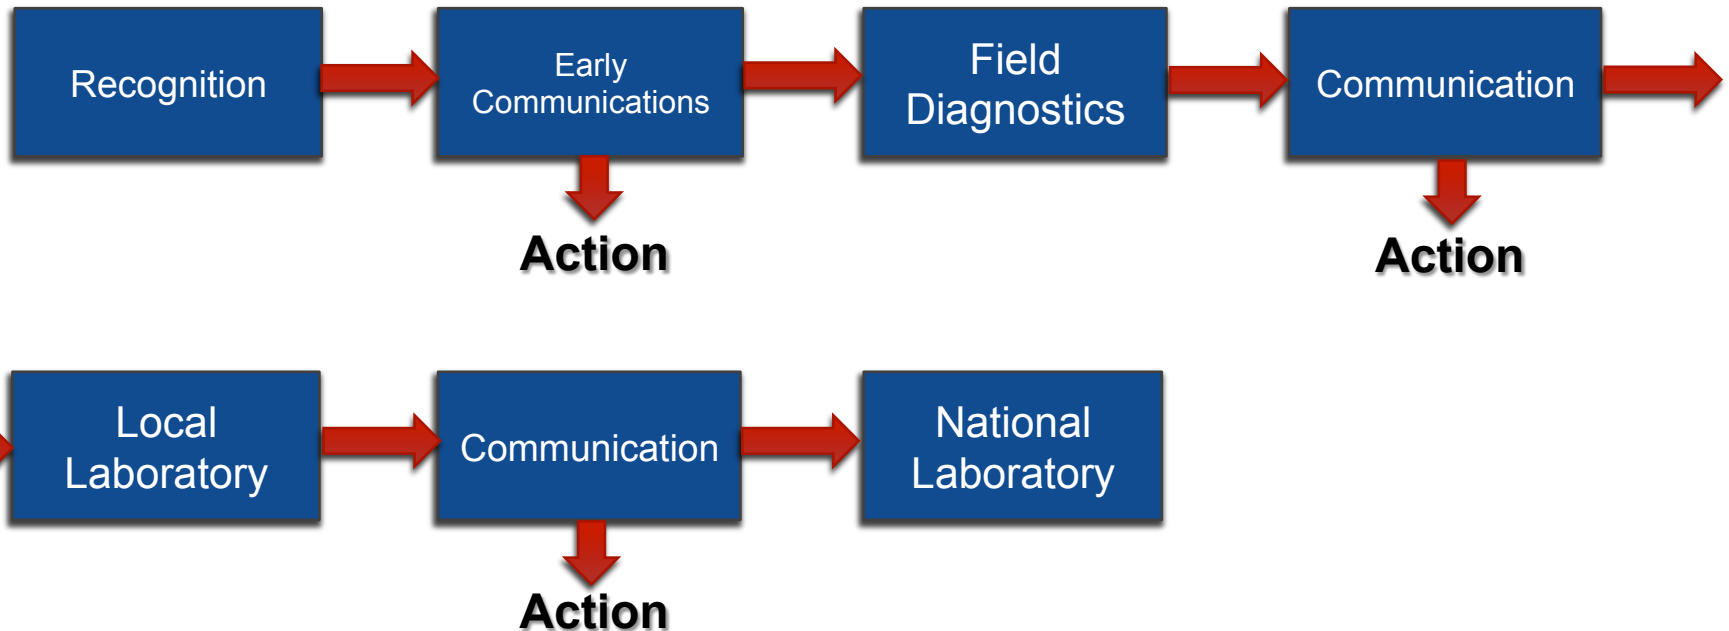 Recognition
Early
Communications
Field
Diagnostics
Communication
Action
Action
Local
Laboratory
Communication
National
Laboratory
Action